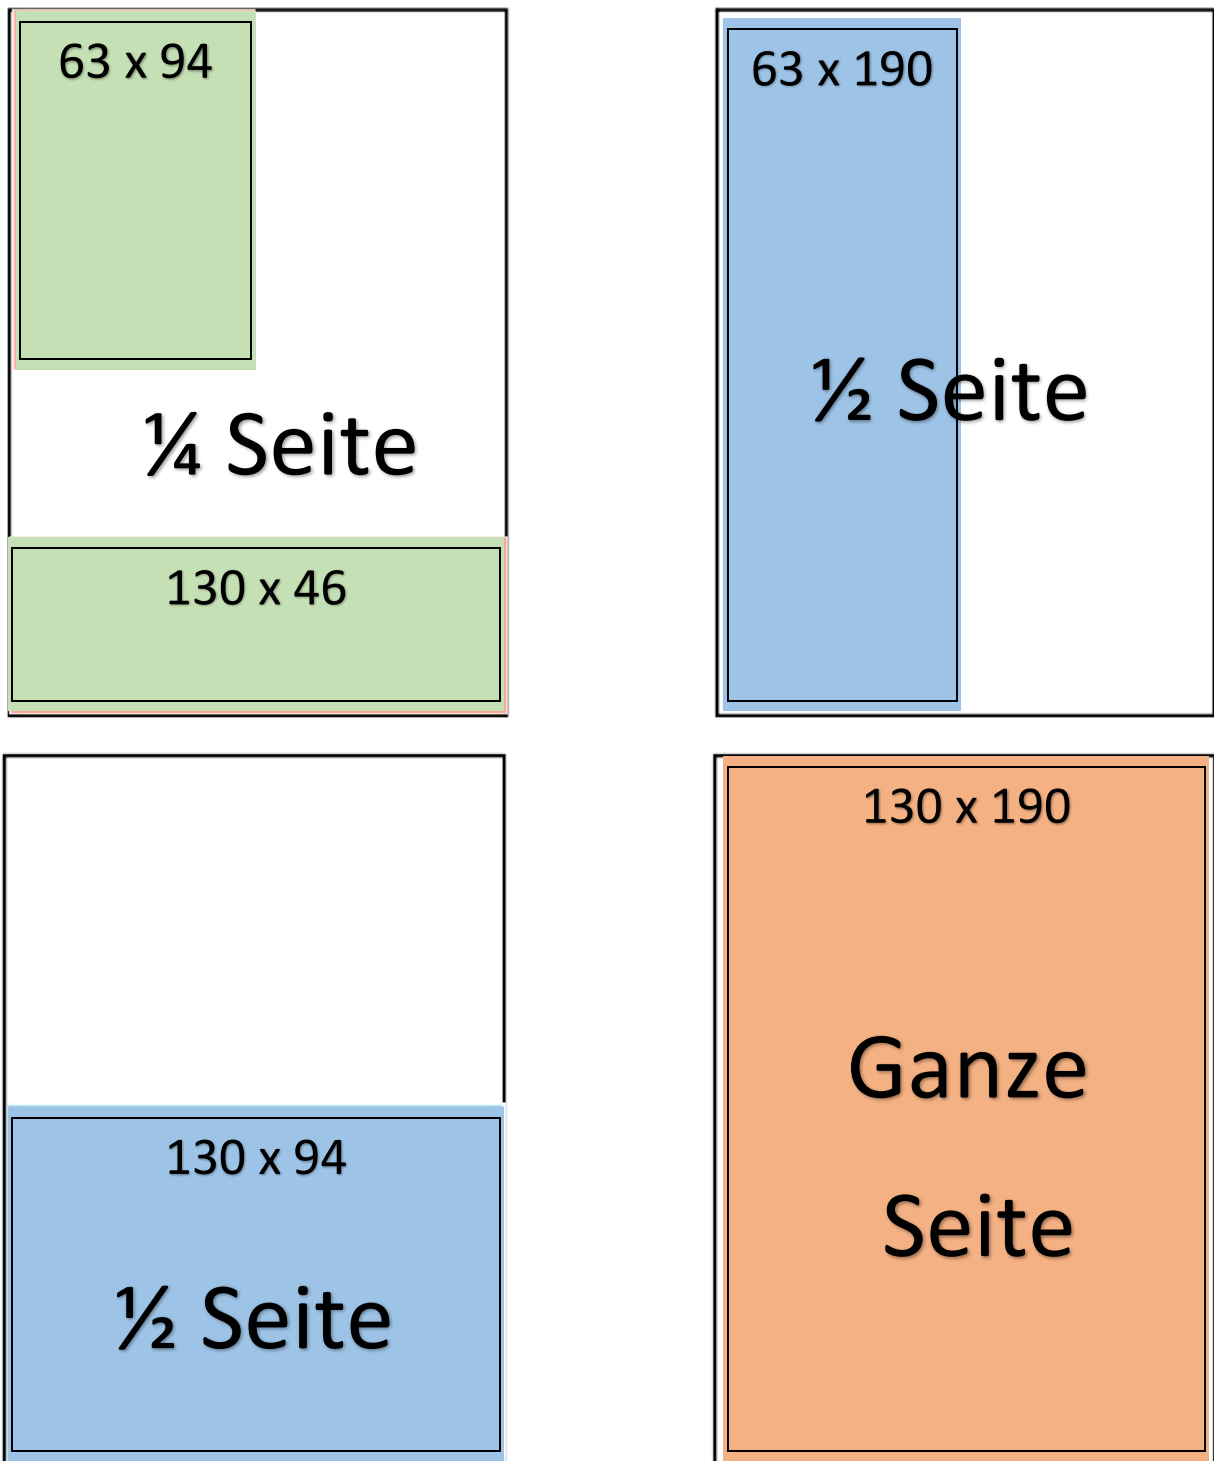 63 x 94
¼ Seite
130 x 46
63 x 190
½ Seite
130 x 94
½ Seite
130 x 190
Ganze
Seite